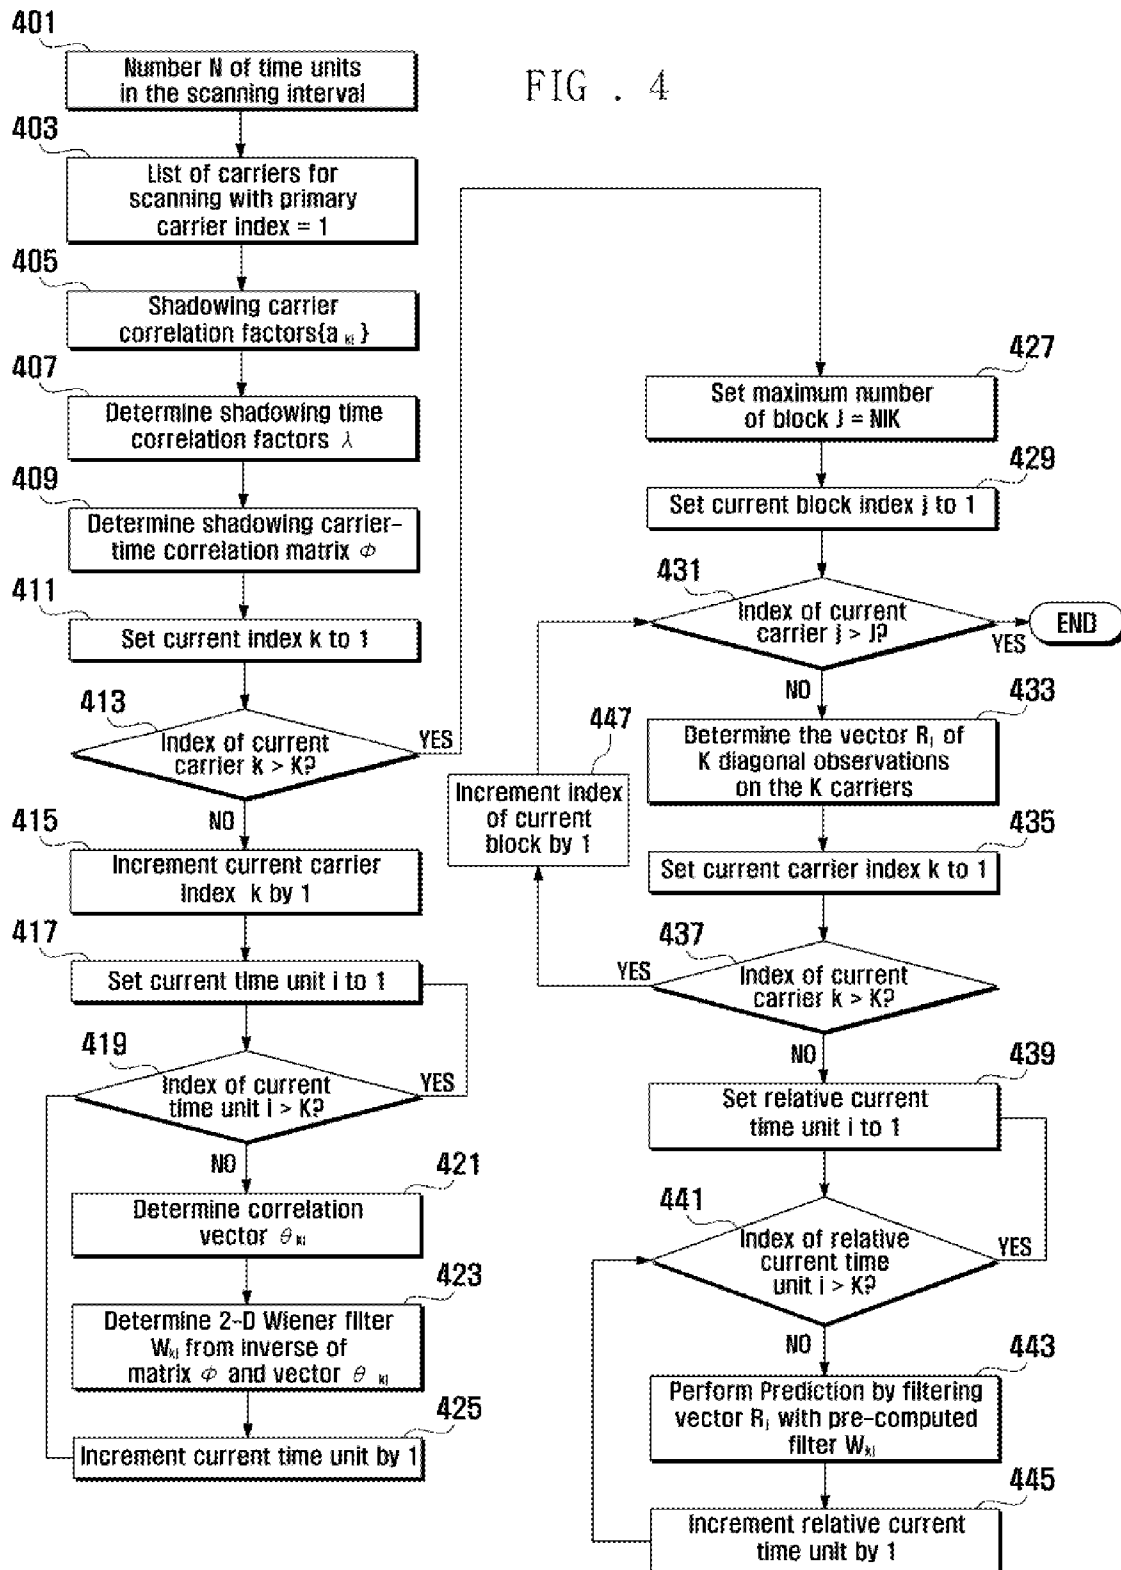 FIG . 4
401
Number N of time units
in the scanning interval
403
List of carriers for
scanning with primary
carrier index = 1
405
Shadowing carrier
correlation factors{a ki }
407
Determine shadowing time
correlation factors λ
409
Determine shadowing carrier-
time correlation matrix Φ
411
Set current index k to 1
413
Index of current
carrier k > K?
YES
NO
415
Increment current carrier
Index k by 1
417
Set current time unit i to 1
419
Index of current
time unit i > K?
YES
NO
421
Determine correlation
vector θ ki
423
Determine 2-D Wiener filter
Wki from inverse of
matrix Φ and vector θ ki
425
Increment current time unit by 1
427
Set maximum number
of block J = N|K
429
Set current block index j to 1
431
Index of current
carrier j > J?
YES
END
NO
433
Determine the vector Rj of
K diagonal observations
on the K carriers
447
Increment index
of current
block by 1
435
Set current carrier index k to 1
437
Index of current
carrier k > K?
YES
NO
439
Set relative current
time unit i to 1
441
Index of relative
current time
unit i > K?
YES
NO
443
Perform Prediction by filtering
vector Rj with pre-computed
filter Wki
445
Increment relative current
time unit by 1